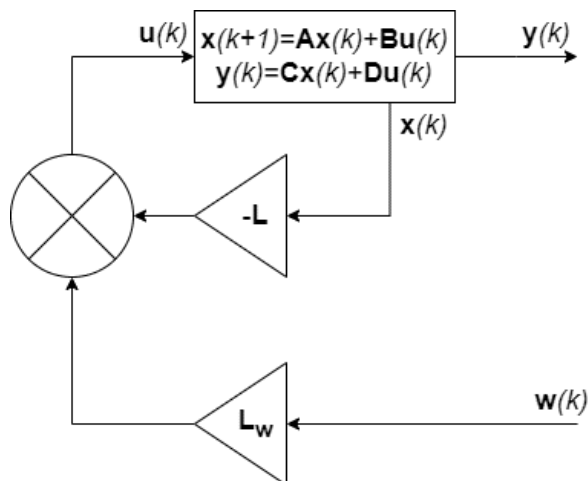 u(k)
x(k+1)=Ax(k)+Bu(k)
y(k)=Cx(k)+Du(k)
y(k)
x(k)
-L
w(k)
Lw